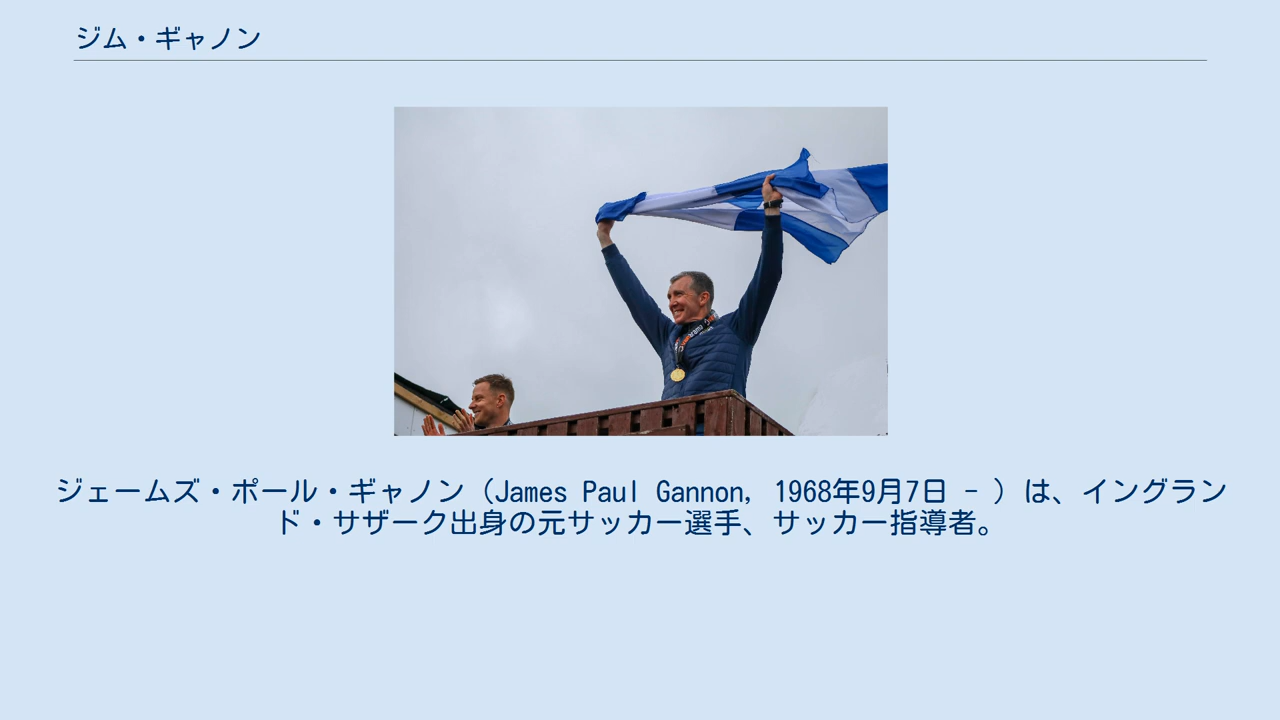 ジム・ギャノン
ジェームズ・ポール・ギャノン（James Paul Gannon, 1968年9月7日 - ）は、イングラン
ド・サザーク出身の元サッカー選手、サッカー指導者。